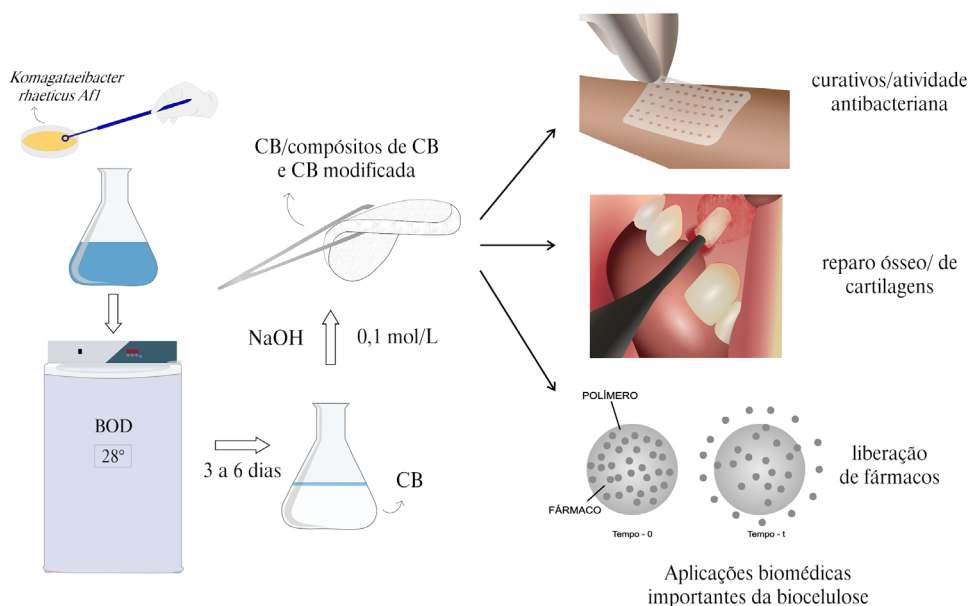 Komagataeibacter
rhaeticus Af1
BOD
28°
3 a 6 dias
CB
NaOH
0,1 mol/L
CB/compósitos de CB
e CB modificada
curativos/atividade
antibacteriana
reparo ósseo/ de
cartilagens
POLÍMERO
FÁRMACO
Tempo - 0
Tempo - t
liberação
de fármacos
Aplicações biomédicas
importantes da biocelulose